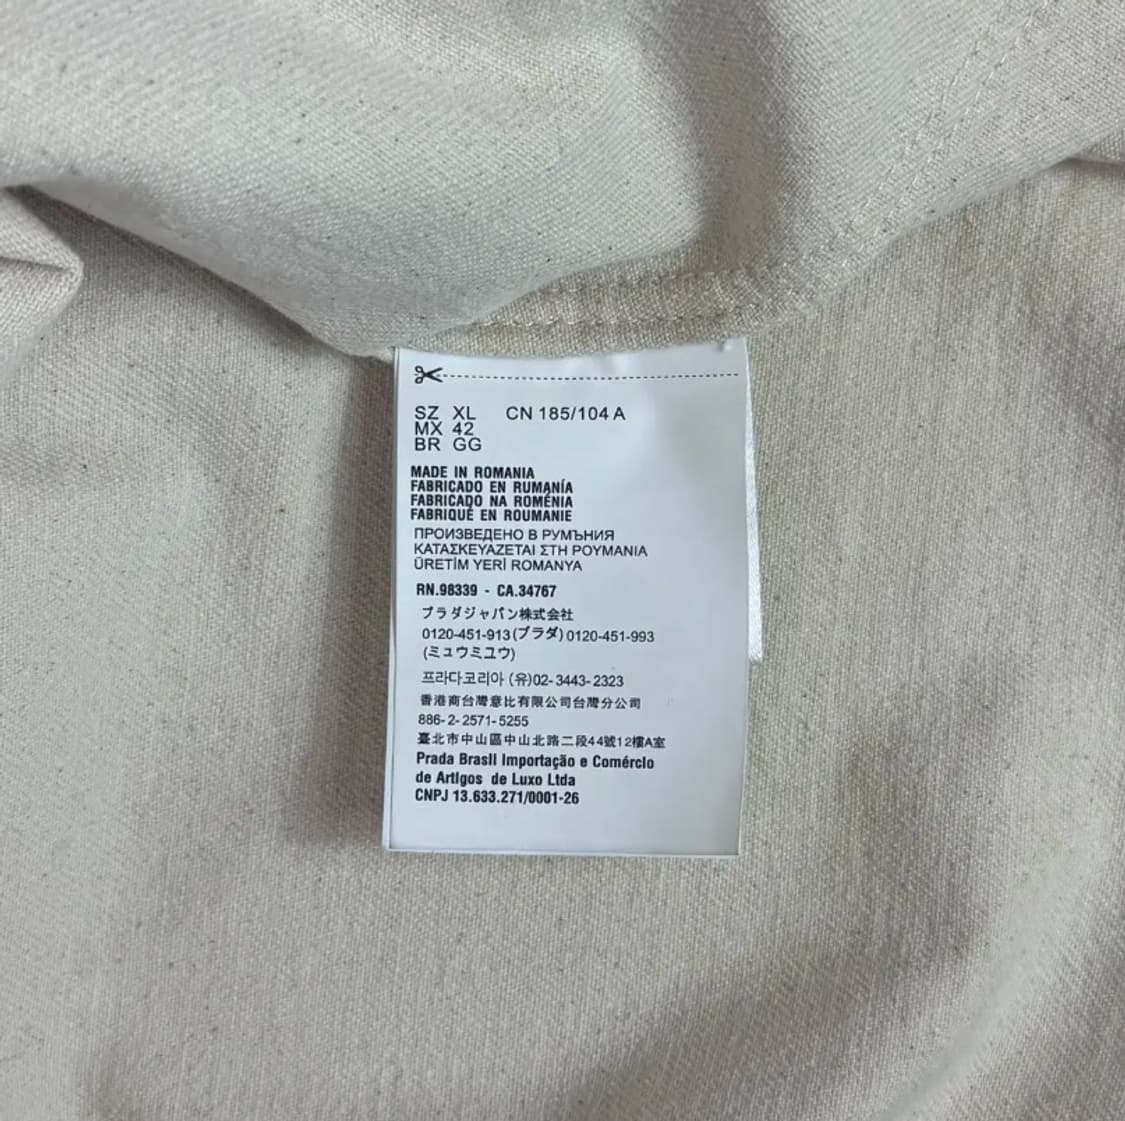 SZ XL CN 185/104 A
MX 42
BR GG
MADE IN ROMANIA
FABRICADO EN RUMANÍA
FABRICADO NA ROMÉNIA
FABRIQUÉ EN ROUMANIE
ПРОИЗВЕДЕНО В РУМЪНИЯ
ΚΑΤΑΣΚΕΥΑΖΕΤΑΙ ΣΤΗ ΡΟΥΜΑΝΙΑ
ÜRETİM YERİ ROMANYA
RN.98339 - CA.34767
プラダジャパン株式会社
0120-451-913(プラダ) 0120-451-993
(ミュウミュウ)
프라다코리아 (유)02-3443-2323
香港商台灣意比有限公司台灣分公司
886-2-2571-5255
臺北市中山區中山北路二段44號12樓A室
Prada Brasil Importação e Comércio
de Artigos de Luxo Ltda
CNPJ 13.633.271/0001-26